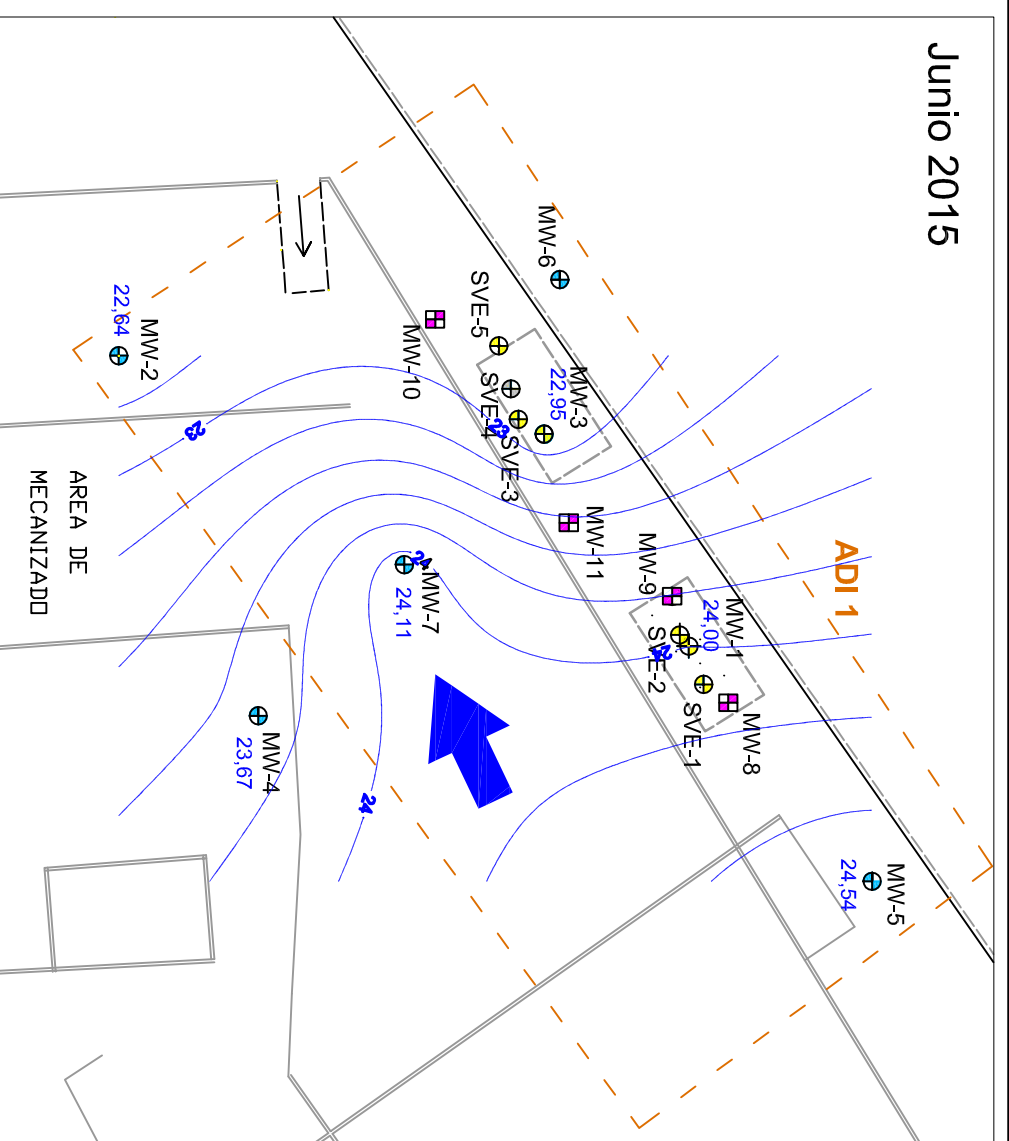 Junio 2015
ADI 1
MW-5
24,54
MW-8
MW-1
24,00
SVE-1
24
SVE-2
MW-9
MW-11
MW-3
22,95
MW-6
SVE-3
23
SVE-4
SVE-5
MW-7
24,11
24
MW-10
24
MW-4
23,67
23
MW-2
22,64
AREA DE
MECANIZADO